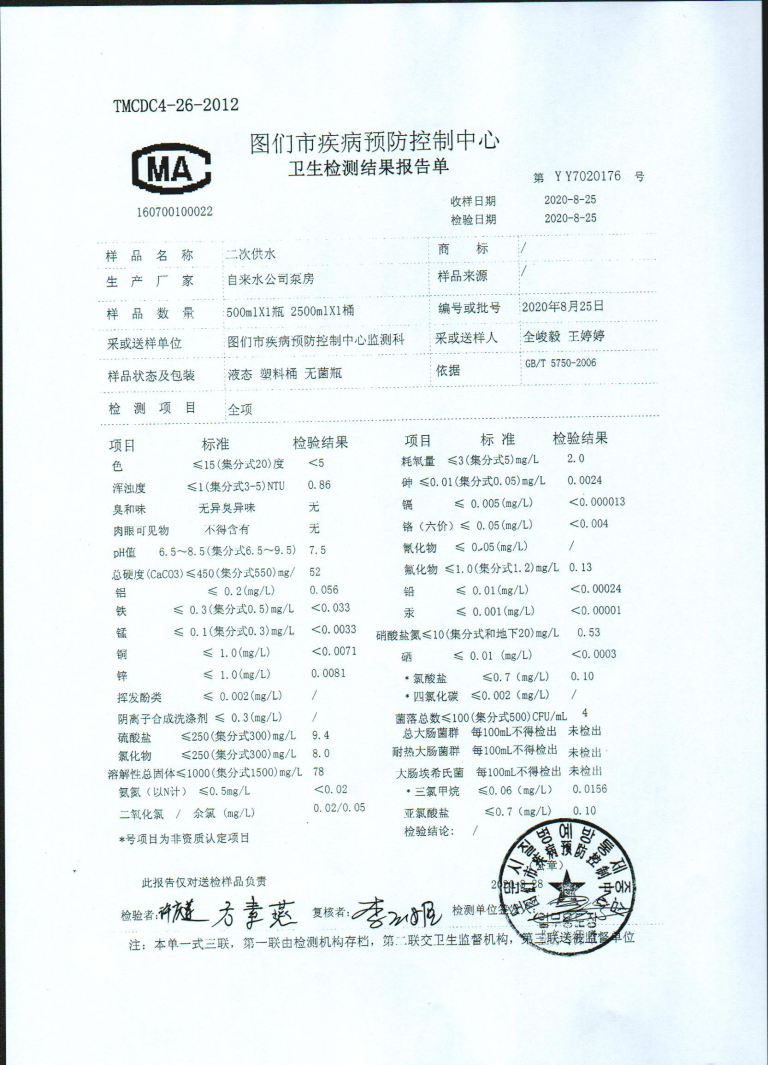 TMCDC4-26-2012
图们市疾病预防控制中心
卫生检测结果报告单
MA
160700100022
第 YY7020176 号
收样日期 2020-8-25
检验日期 2020-8-25
样品名称 二次供水 商标 /
生产厂家 自来水公司泵房 样品来源 /
样品数量 500mlX1瓶 2500mlX1桶 编号或批号 2020年8月25日
采或送样单位 图们市疾病预防控制中心监测科 采或送样人 全峻毅 王婷婷
样品状态及包装 液态 塑料桶 无菌瓶 依据 GB/T 5750-2006
检测项目 全项
项目 标准 检验结果
色 ≤15(集分式20)度 <5
浑浊度 ≤1(集分式3-5)NTU 0.86
臭和味 无异臭异味 无
肉眼可见物 不得含有 无
pH值 6.5～8.5(集分式6.5～9.5) 7.5
总硬度(CaCO3)≤450(集分式550)mg/ 52
铝 ≤ 0.2(mg/L) 0.056
铁 ≤ 0.3(集分式0.5)mg/L <0.033
锰 ≤ 0.1(集分式0.3)mg/L <0.0033
铜 ≤ 1.0(mg/L) <0.0071
锌 ≤ 1.0(mg/L) 0.0081
挥发酚类 ≤ 0.002(mg/L) /
阴离子合成洗涤剂 ≤ 0.3(mg/L) /
硫酸盐 ≤250(集分式300)mg/L 9.4
氯化物 ≤250(集分式300)mg/L 8.0
溶解性总固体≤1000(集分式1500)mg/L 78
氨氮（以N计） ≤0.5mg/L <0.02
二氧化氯 / 余氯 (mg/L) 0.02/0.05
*号项目为非资质认定项目
项目 标准 检验结果
耗氧量 ≤3(集分式5)mg/L 2.0
砷 ≤0.01(集分式0.05)mg/L 0.0024
镉 ≤ 0.005(mg/L) <0.000013
铬（六价）≤ 0.05(mg/L) <0.004
氰化物 ≤ 0.05(mg/L) /
氟化物 ≤1.0(集分式1.2)mg/L 0.13
铅 ≤ 0.01(mg/L) <0.00024
汞 ≤ 0.001(mg/L) <0.00001
硝酸盐氮≤10(集分式和地下20)mg/L 0.53
硒 ≤ 0.01 (mg/L) <0.0003
*氯酸盐 ≤0.7 (mg/L) 0.10
*四氯化碳 ≤0.002 (mg/L) /
菌落总数≤100(集分式500)CFU/mL 4
总大肠菌群 每100mL不得检出 未检出
耐热大肠菌群 每100mL不得检出 未检出
大肠埃希氏菌 每100mL不得检出 未检出
*三氯甲烷 ≤0.06（mg/L） 0.0156
亚氯酸盐 ≤0.7（mg/L） 0.10
检验结论: /
图们市疾病预防控制中心
此报告仅对送检样品负责
检验者: 方素燕 复核者: 检测单位
注：本单一式三联，第一联由检测机构存档，第二联交卫生监督机构，第三联送被监督单位